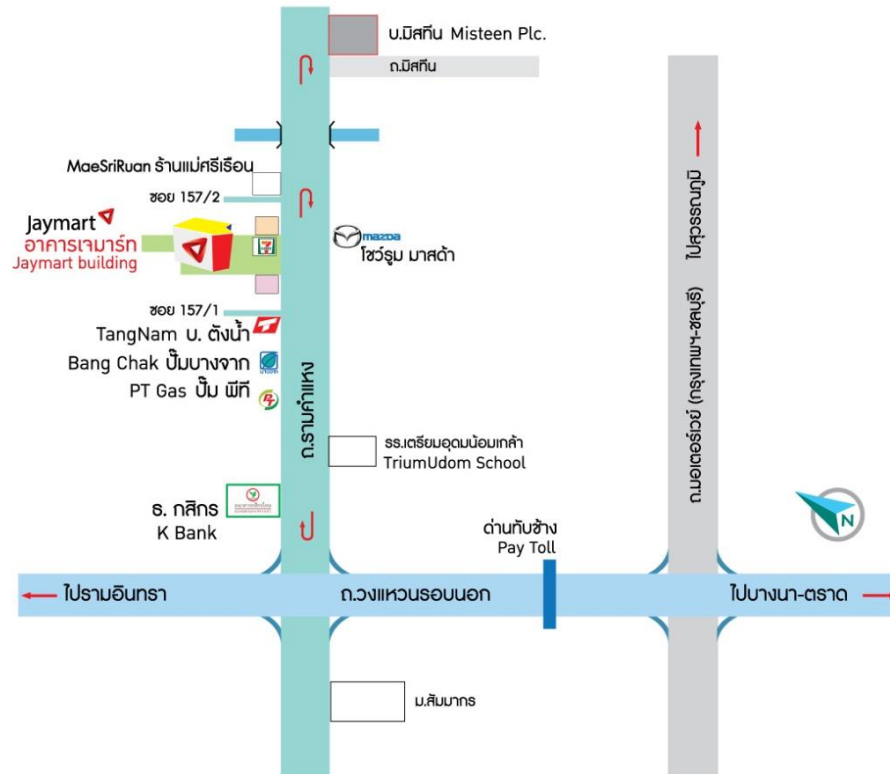 บ.มิสทีน Misteen Plc.
ถ.มิสทีน
MaeSriRuan ร้านแม่ศรีเรือน
ซอย 157/2
Jaymart
อาคารเจมาร์ท
Jaymart building
7
mazda
โชว์รูม มาสด้า
ซอย 157/1
TangNam บ. ตังน้ำ
T
Bang Chak ปั๊มบางจาก
PT Gas ปั๊ม พีที
PT
ถ.รามคำแหง
มอเตอร์เวย์ (กรุงเทพฯ-ชลบุรี)
ไปสุวรรณภูมิ
รร.เตรียมอุดมน้อมเกล้า
TriumUdom School
ธ. กสิกร
K Bank
ด่านทับช้าง
Pay Toll
N
ไปรามอินทรา
ถ.วงแหวนรอบนอก
ไปบางนา-ตราด
ม.สัมมากร